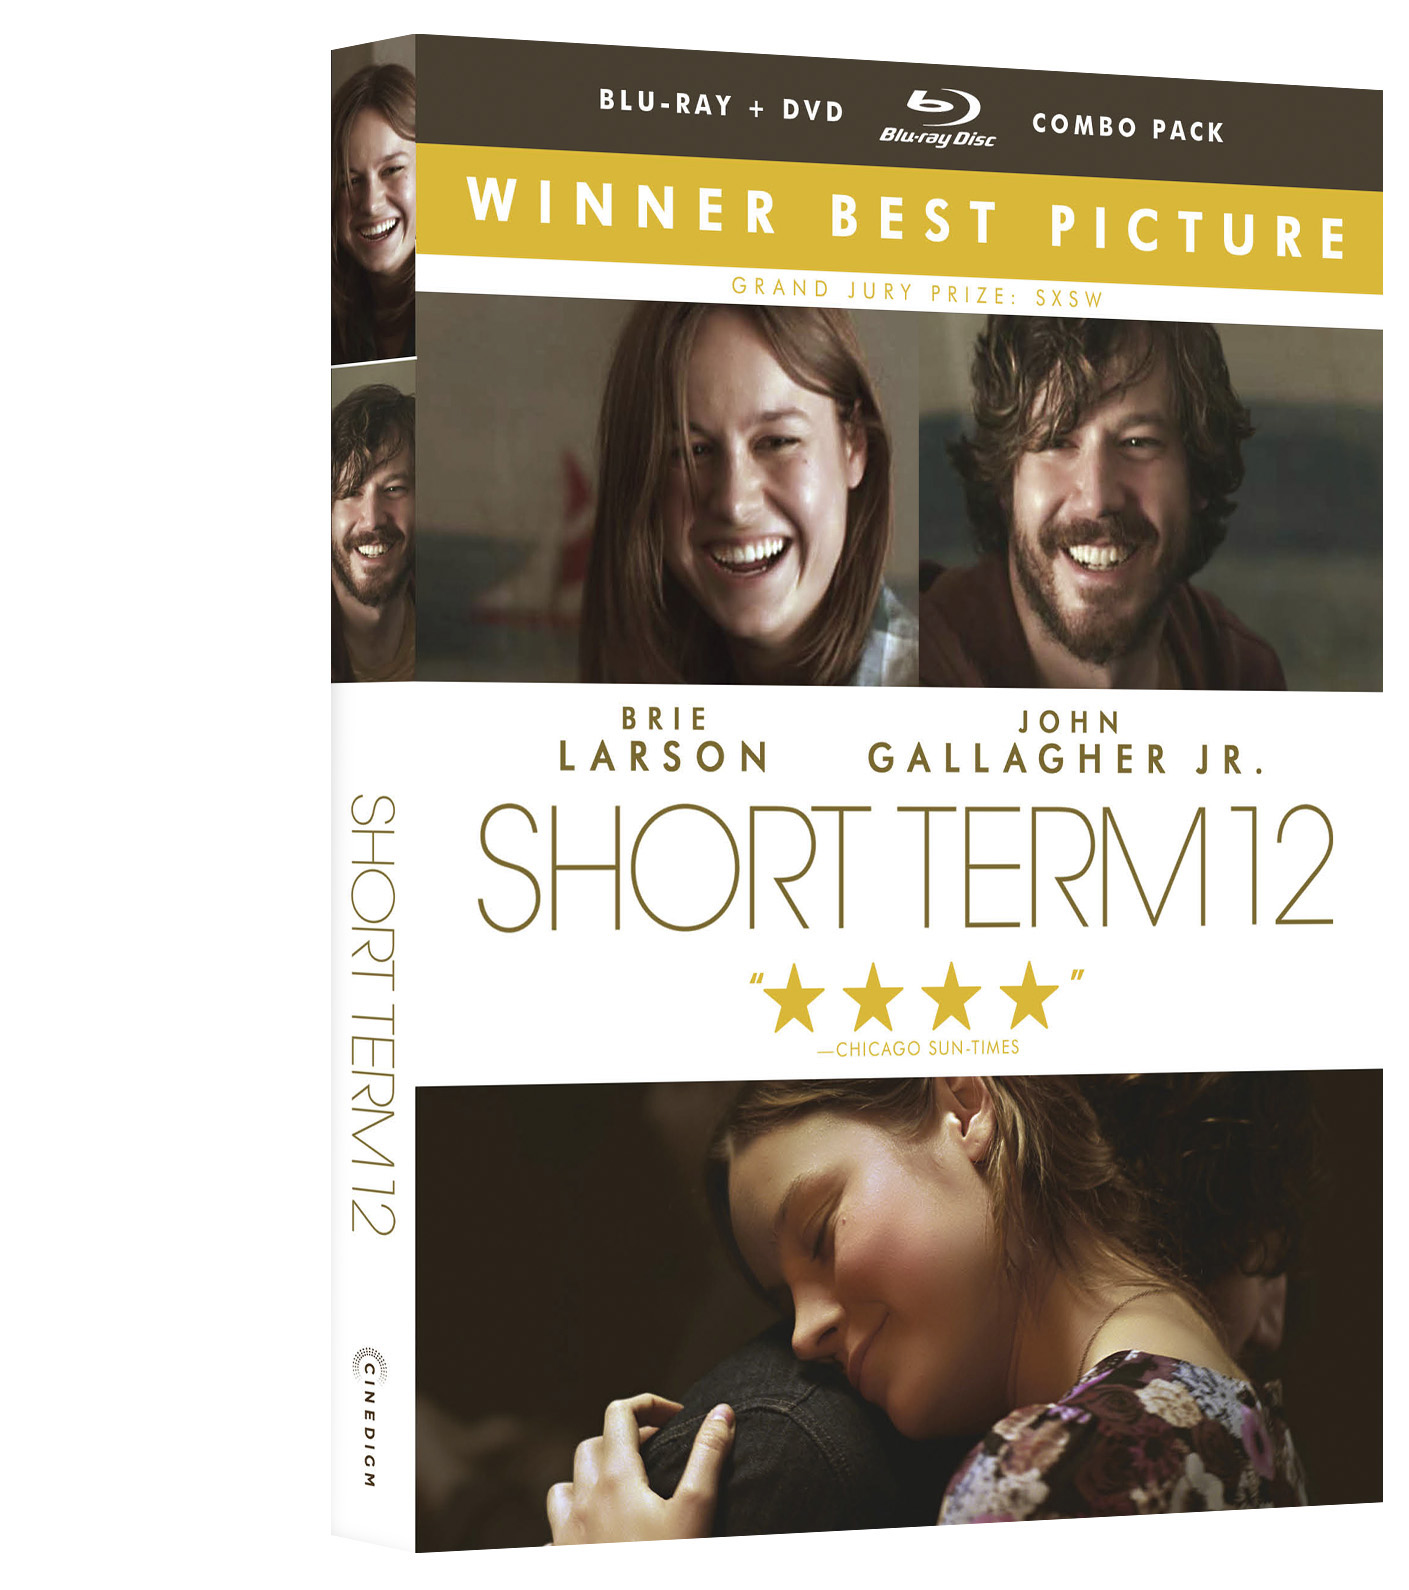 BLU-RAY + DVD Blu-ray Disc COMBO PACK
WINNER BEST PICTURE
GRAND JURY PRIZE: SXSW
BRIE
LARSON
JOHN
GALLAGHER JR.
SHORT TERM 12
“★★★★”
—CHICAGO SUN-TIMES
SHORT TERM 12
CINEDIGM